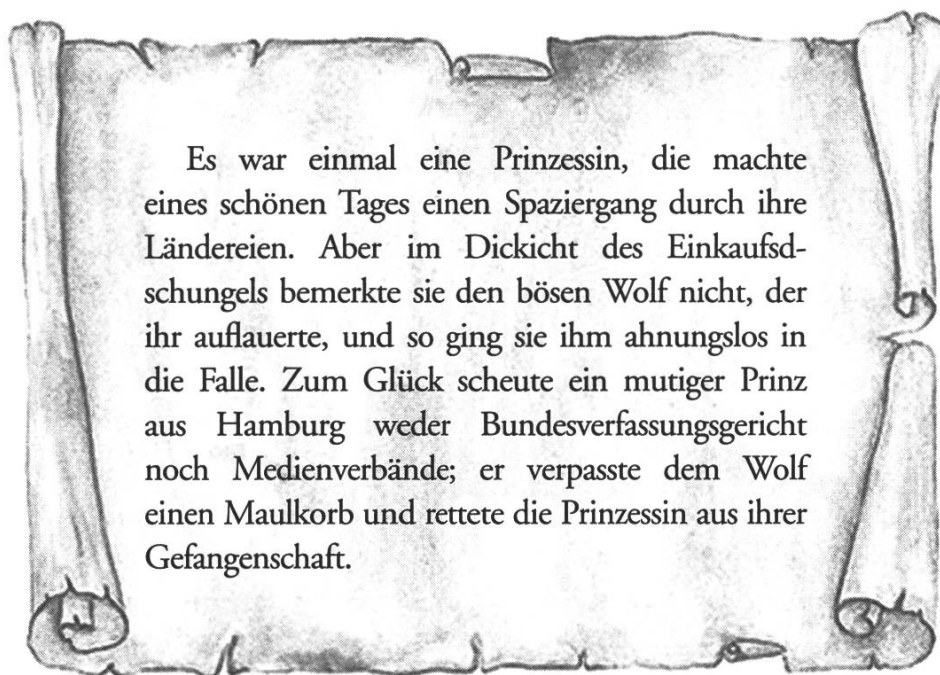 Es war einmal eine Prinzessin, die machte
eines schönen Tages einen Spaziergang durch ihre
Ländereien. Aber im Dickicht des Einkaufsd-
schungels bemerkte sie den bösen Wolf nicht, der
ihr auflauerte, und so ging sie ihm ahnungslos in
die Falle. Zum Glück scheute ein mutiger Prinz
aus Hamburg weder Bundesverfassungsgericht
noch Medienverbände; er verpasste dem Wolf
einen Maulkorb und rettete die Prinzessin aus ihrer
Gefangenschaft.